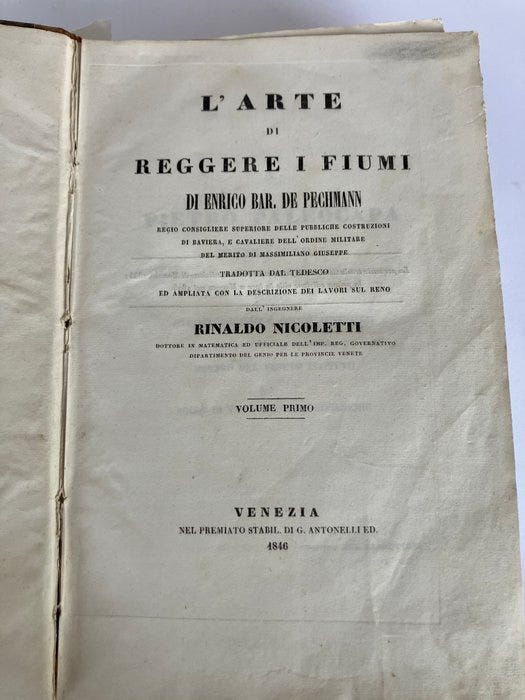 L'ARTE
DI
REGGERE I FIUMI
DI ENRICO BAR. DE PECHMANN
REGIO CONSIGLIERE SUPERIORE DELLE PUBBLICHE COSTRUZIONI
DI BAVIERA, E CAVALIERE DELL'ORDINE MILITARE
DEL MERITO DI MASSIMILIANO GIUSEPPE
TRADOTTA DAL TEDESCO
ED AMPLIATA CON LA DESCRIZIONE DEI LAVORI SUL RENO
DALL'INGEGNERE
RINALDO NICOLETTI
DOTTORE IN MATEMATICA ED UFFICIALE DELL'IMP. REG. GOVERNATIVO
DIPARTIMENTO DEL GENIO PER LE PROVINCIE VENETE
VOLUME PRIMO
VENEZIA
NEL PREMIATO STABIL. DI G. ANTONELLI ED.
1846